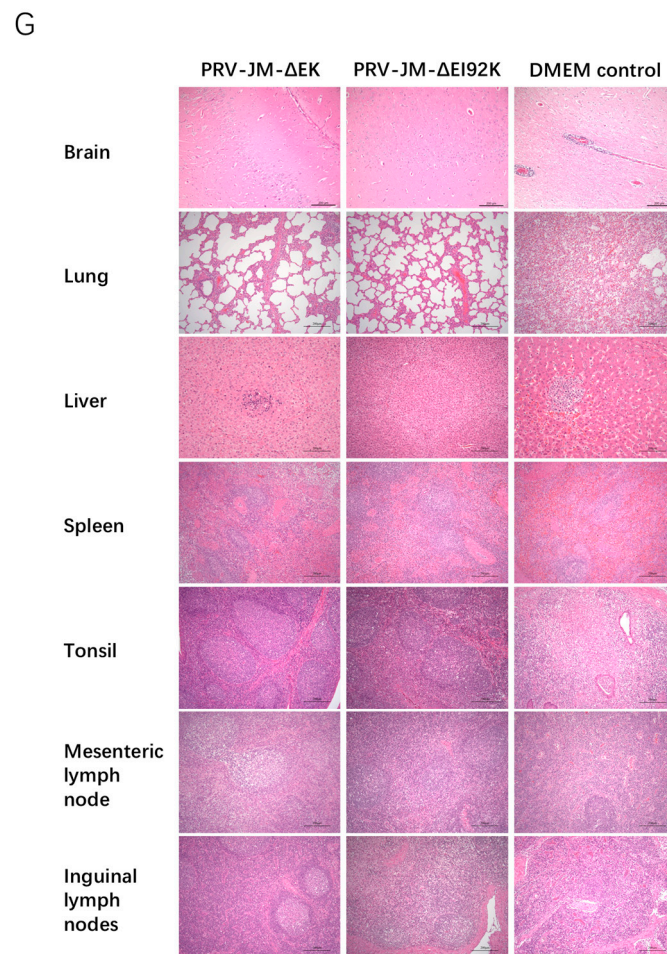 G
PRV-JM-ΔEK PRV-JM-ΔEI92K DMEM control
Brain
Lung
Liver
Spleen
Tonsil
Mesenteric
lymph
node
Inguinal
lymph
nodes